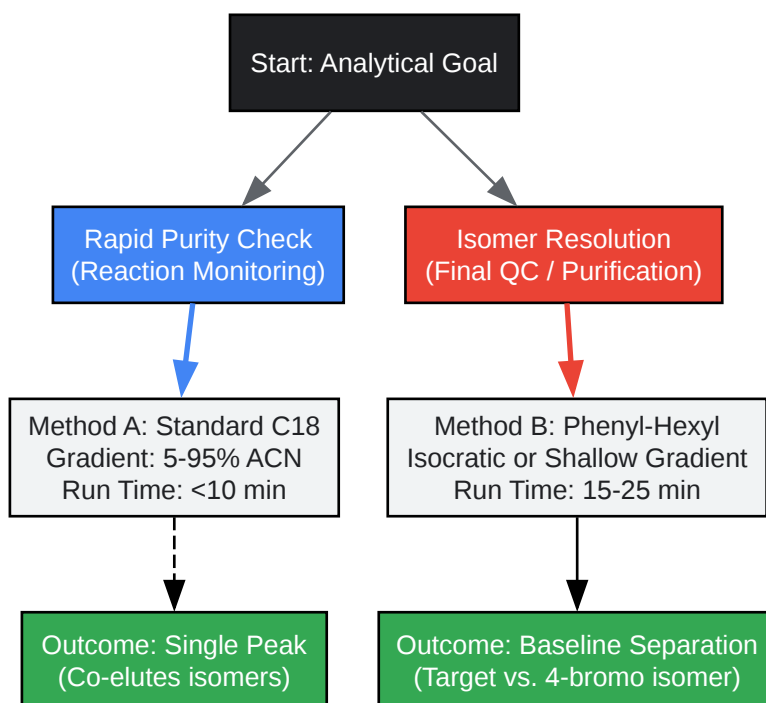 Start: Analytical Goal
Rapid Purity Check
(Reaction Monitoring)
Isomer Resolution
(Final QC / Purification)
Method A: Standard C18
Gradient: 5-95% ACN
Run Time: <10 min
Method B: Phenyl-Hexyl
Isocratic or Shallow Gradient
Run Time: 15-25 min
Outcome: Single Peak
(Co-elutes isomers)
Outcome: Baseline Separation
(Target vs. 4-bromo isomer)